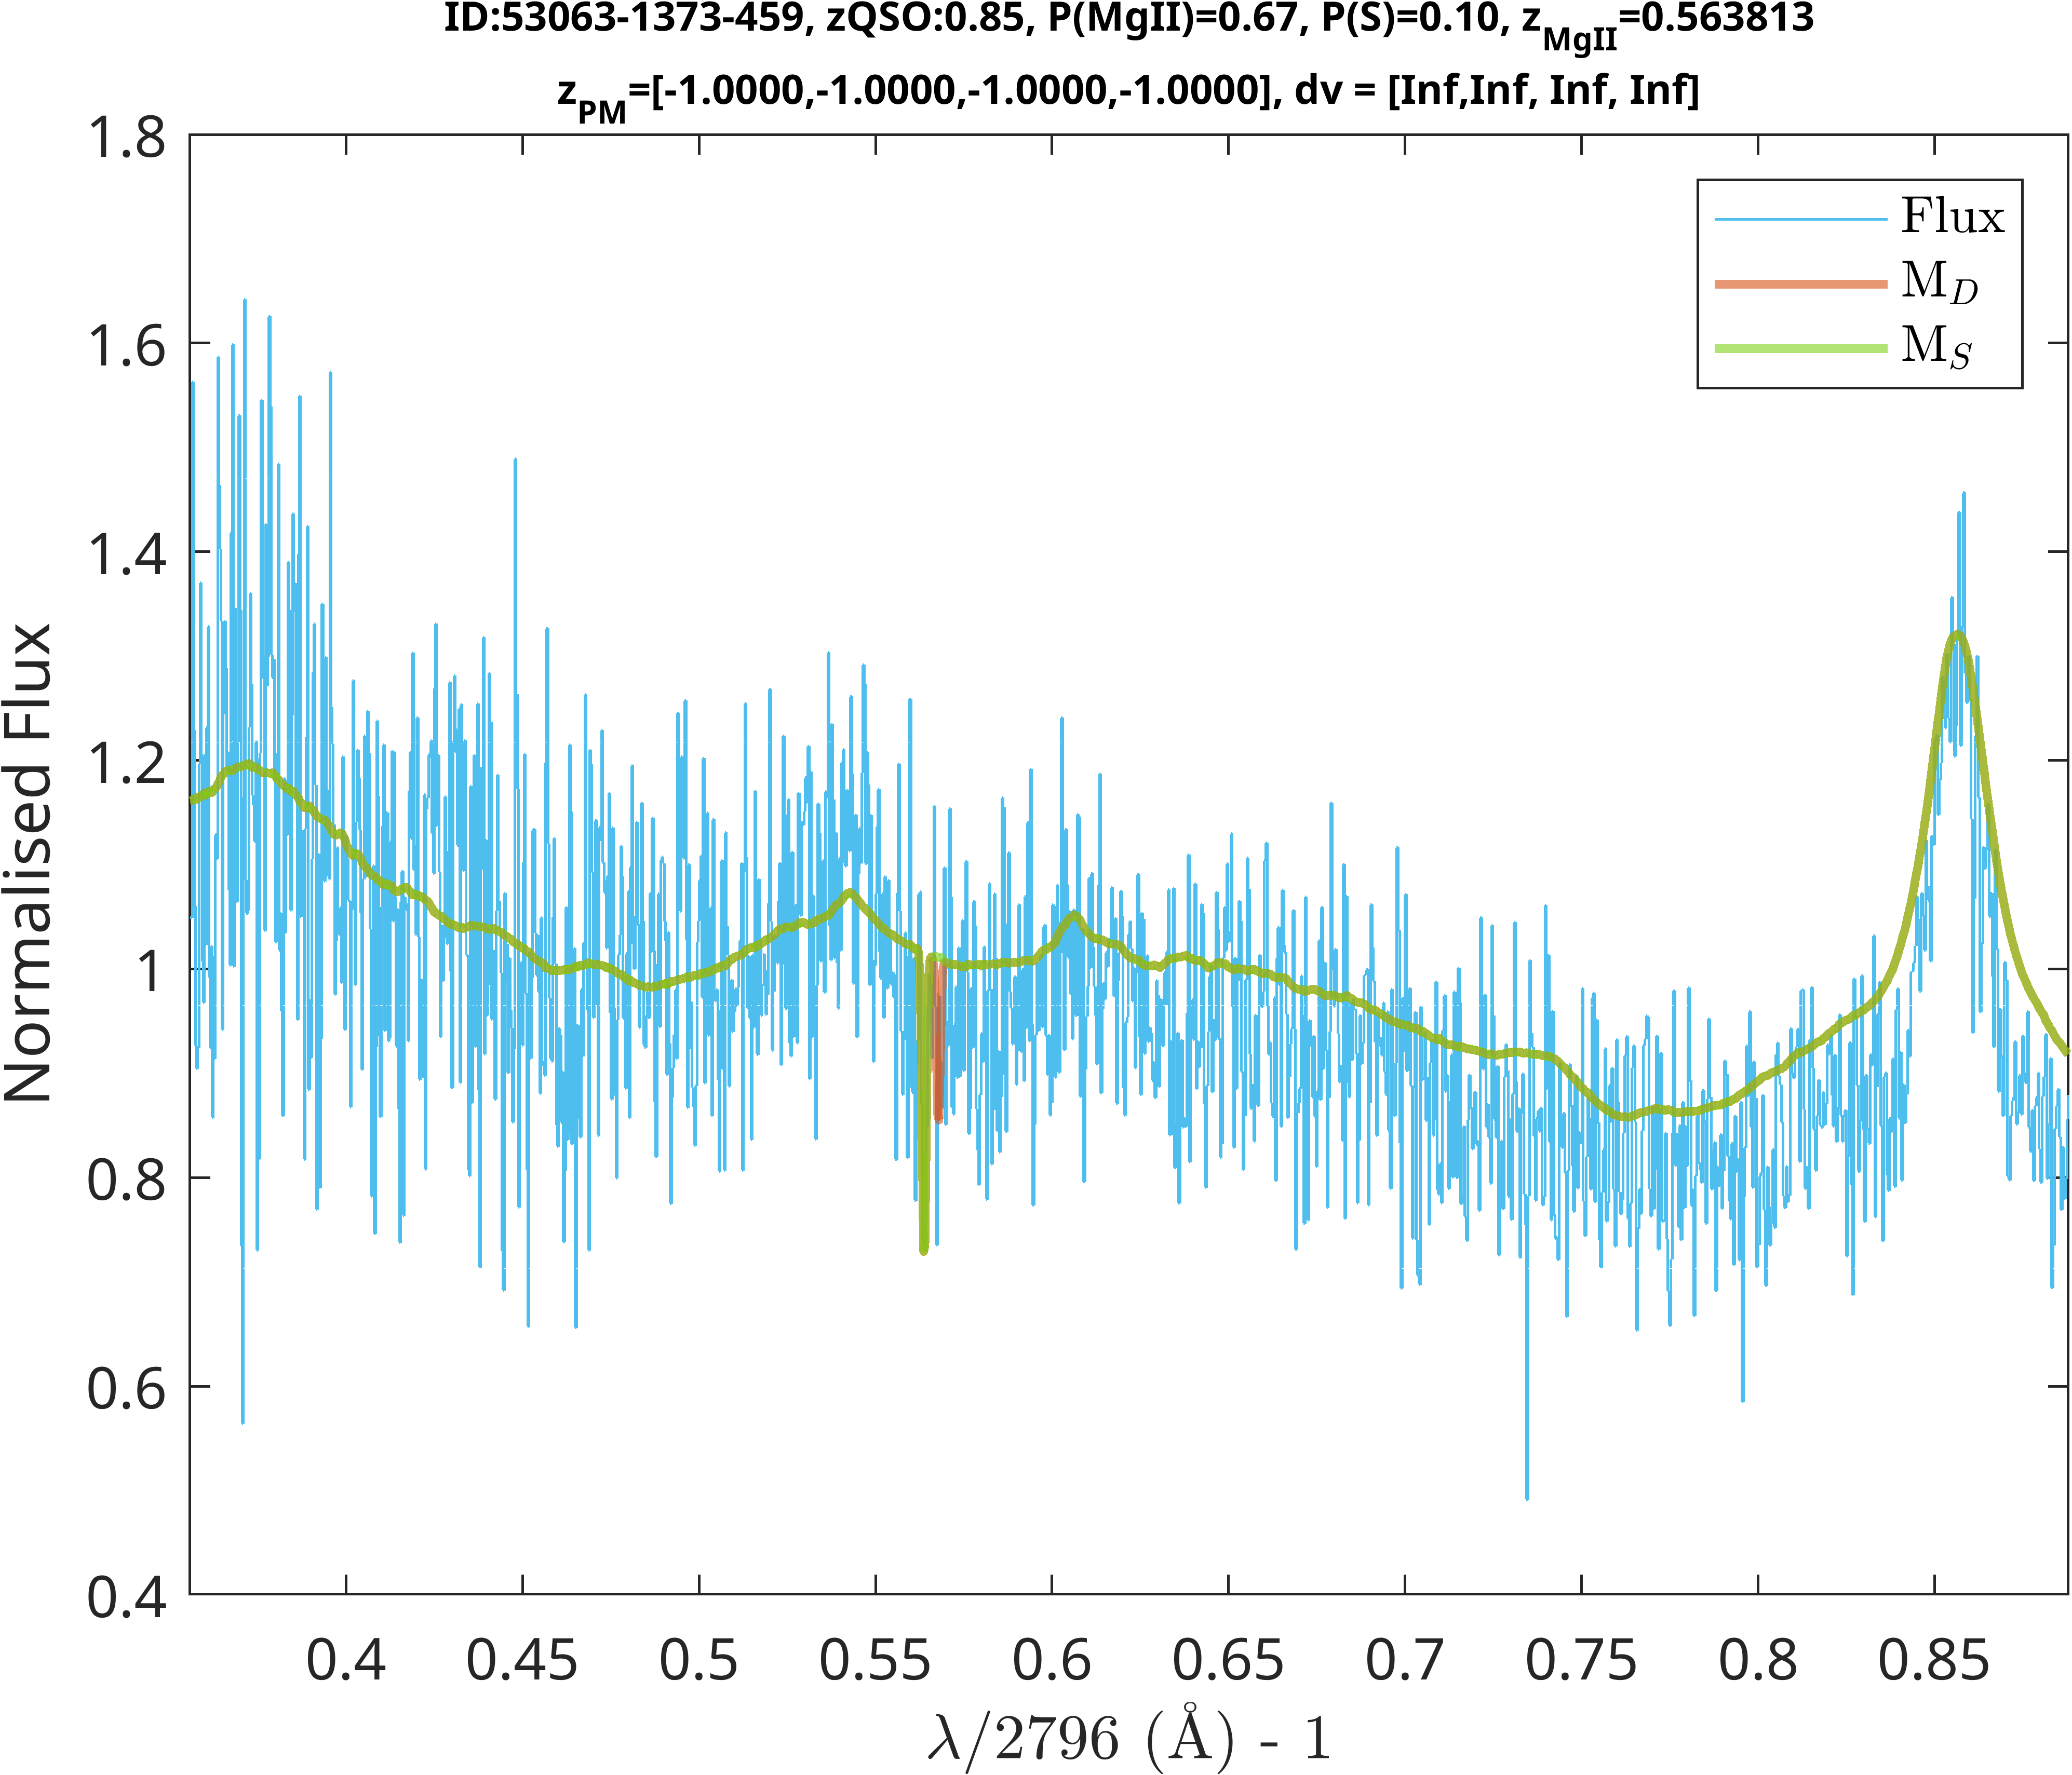 ID:53063-1373-459, zQSO:0.85, P(MgII)=0.67, P(S)=0.10, z_MgII=0.563813
z_PM=[-1.0000,-1.0000,-1.0000,-1.0000], dv = [Inf,Inf, Inf, Inf]
1.8
1.6
1.4
1.2
1
0.8
0.6
0.4
Normalised Flux
Flux
M_D
M_S
0.4 0.45 0.5 0.55 0.6 0.65 0.7 0.75 0.8 0.85
λ/2796 (Å) - 1